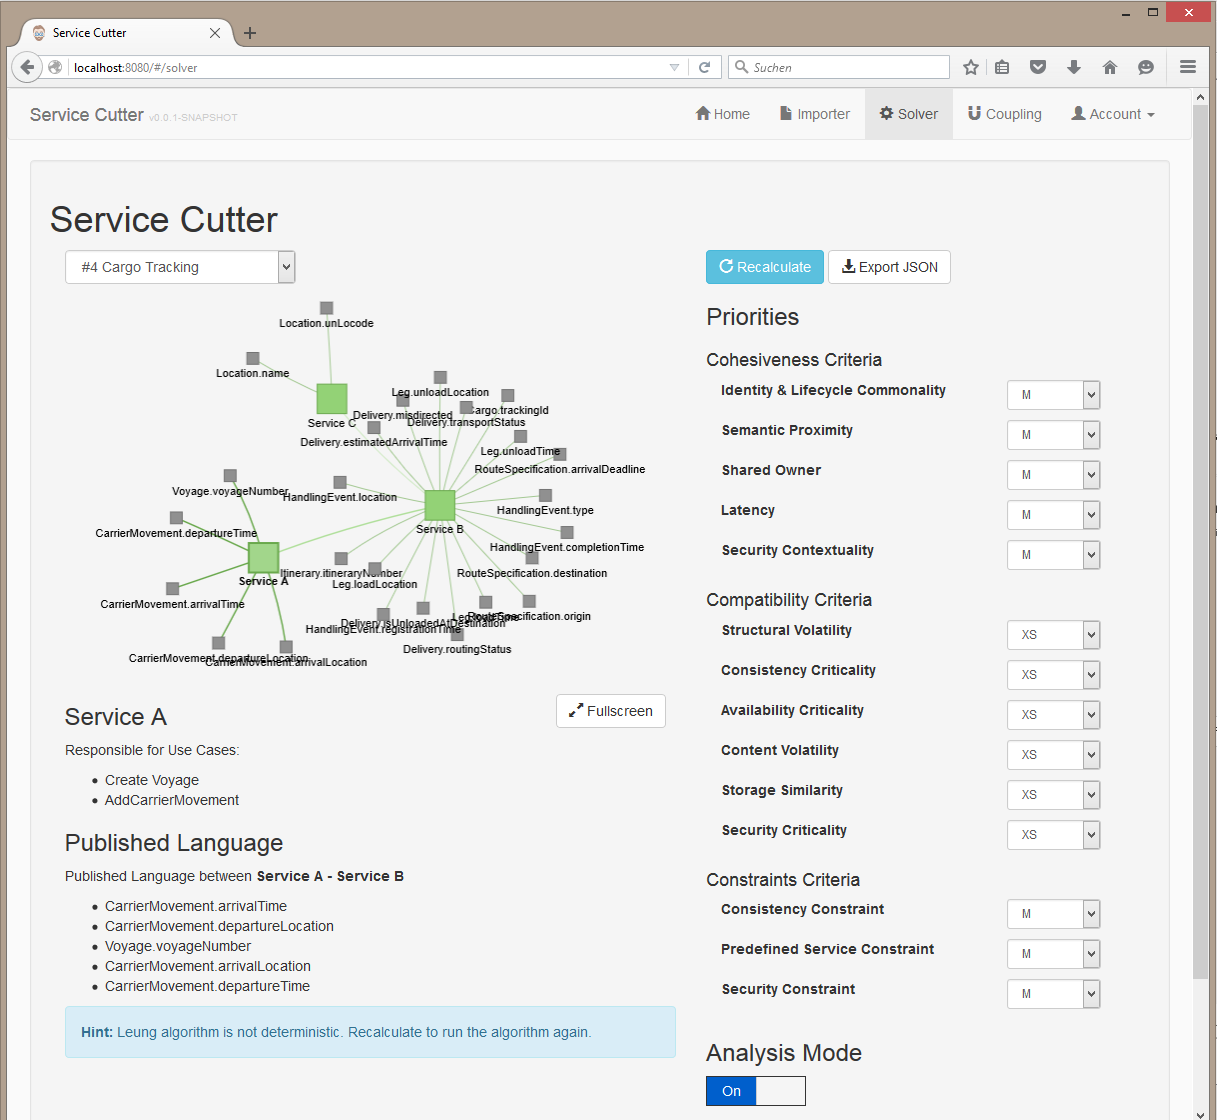 Service Cutter
localhost:8080/#/solver
Suchen
Service Cutter v0.0.1-SNAPSHOT
Home
Importer
Solver
Coupling
Account
Service Cutter
#4 Cargo Tracking
Recalculate
Export JSON
Location.unLocode
Location.name
Service C
Leg.unloadLocation
Delivery.misdirected
Cargo.trackingId
Delivery.transportStatus
Delivery.estimatedArrivalTime
Leg.unloadTime
RouteSpecification.arrivalDeadline
Voyage.voyageNumber
HandlingEvent.location
HandlingEvent.type
Service B
CarrierMovement.departureTime
HandlingEvent.completionTime
Service A
Itinerary.itineraryNumber
RouteSpecification.destination
Leg.loadLocation
CarrierMovement.arrivalTime
Leg.loadTime
RouteSpecification.origin
Delivery.isUnloadedAtDestination
HandlingEvent.registrationTime
Delivery.routingStatus
CarrierMovement.departureLocation
CarrierMovement.arrivalLocation
Service A
Fullscreen
Responsible for Use Cases:
Create Voyage
AddCarrierMovement
Published Language
Published Language between Service A - Service B
CarrierMovement.arrivalTime
CarrierMovement.departureLocation
Voyage.voyageNumber
CarrierMovement.arrivalLocation
CarrierMovement.departureTime
Hint: Leung algorithm is not deterministic. Recalculate to run the algorithm again.
Priorities
Cohesiveness Criteria
Identity & Lifecycle Commonality M
Semantic Proximity M
Shared Owner M
Latency M
Security Contextuality M
Compatibility Criteria
Structural Volatility XS
Consistency Criticality XS
Availability Criticality XS
Content Volatility XS
Storage Similarity XS
Security Criticality XS
Constraints Criteria
Consistency Constraint M
Predefined Service Constraint M
Security Constraint M
Analysis Mode
On